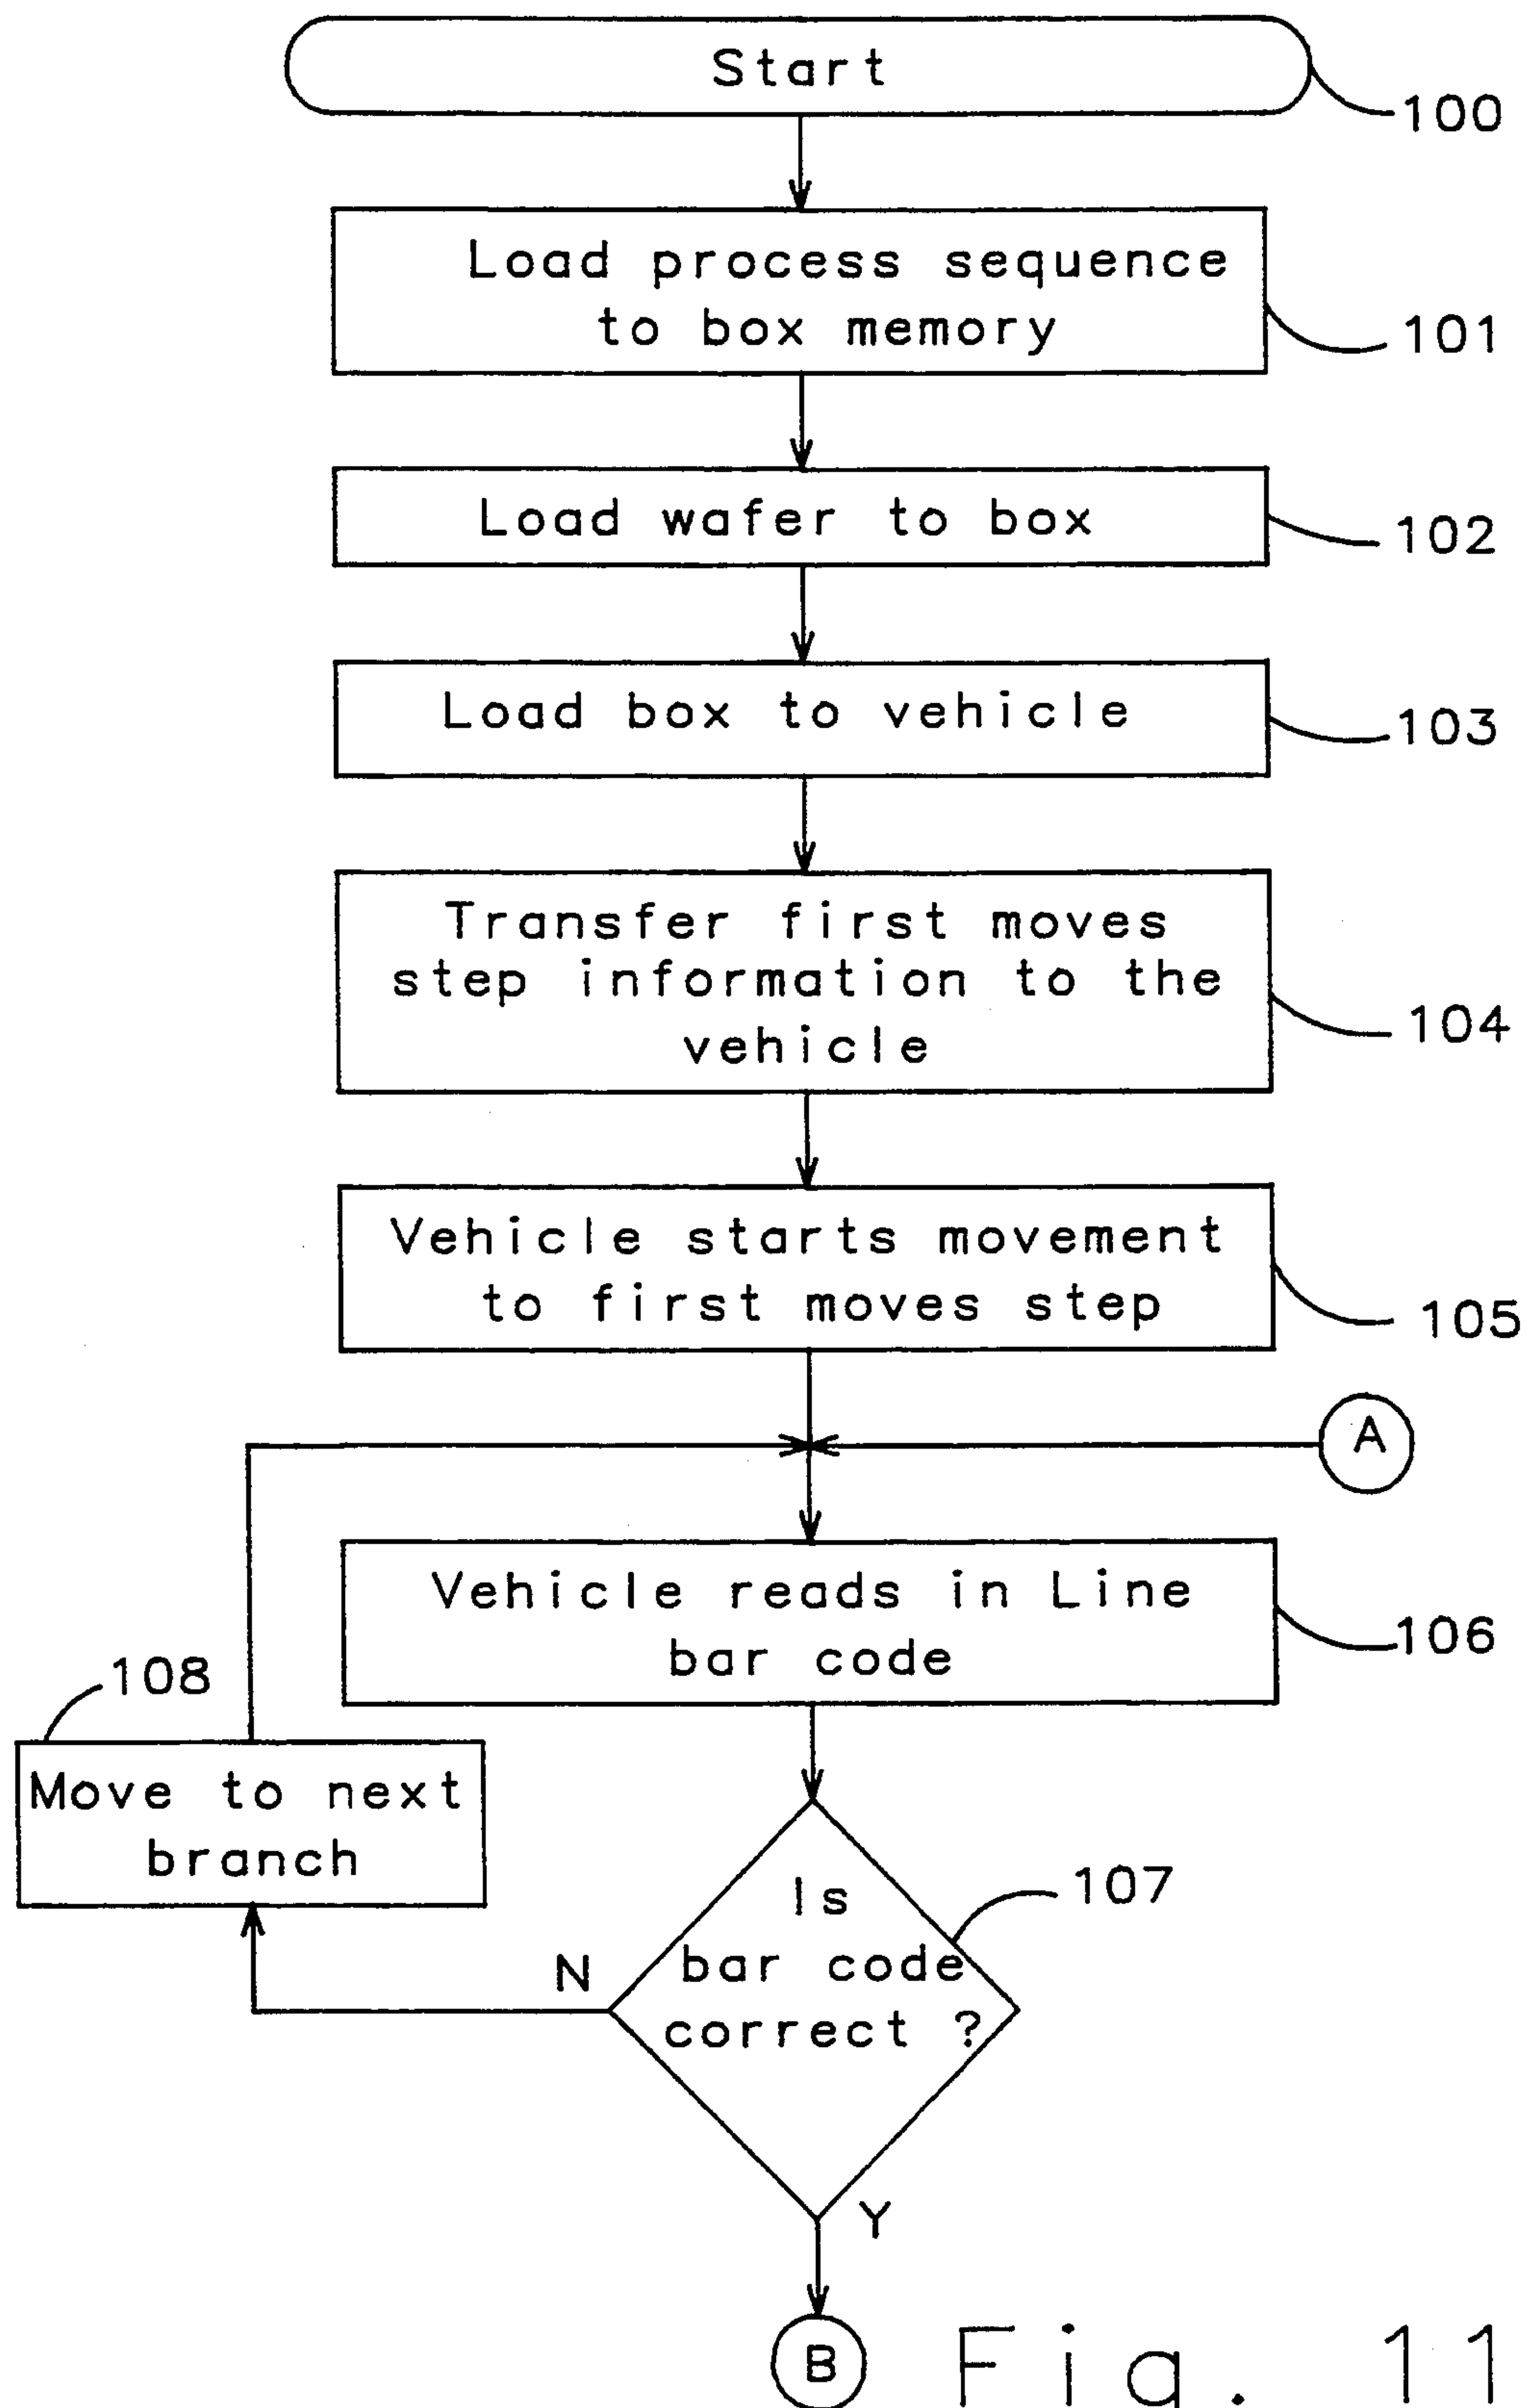 Start
100
Load process sequence
to box memory
101
Load wafer to box
102
Load box to vehicle
103
Transfer first moves
step information to the
vehicle
104
Vehicle starts movement
to first moves step
105
A
Vehicle reads in Line
bar code
106
108
Move to next
branch
Is
bar code
correct ?
107
N
Y
B
Fig. 11